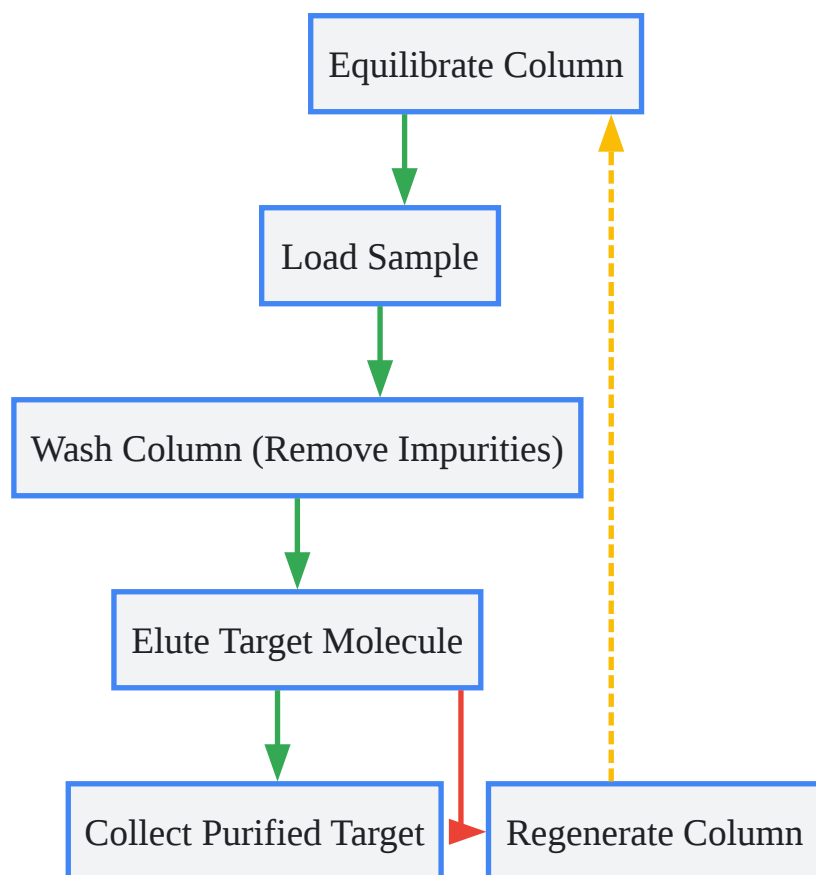 Equilibrate Column
Load Sample
Wash Column (Remove Impurities)
Elute Target Molecule
Collect Purified Target
Regenerate Column